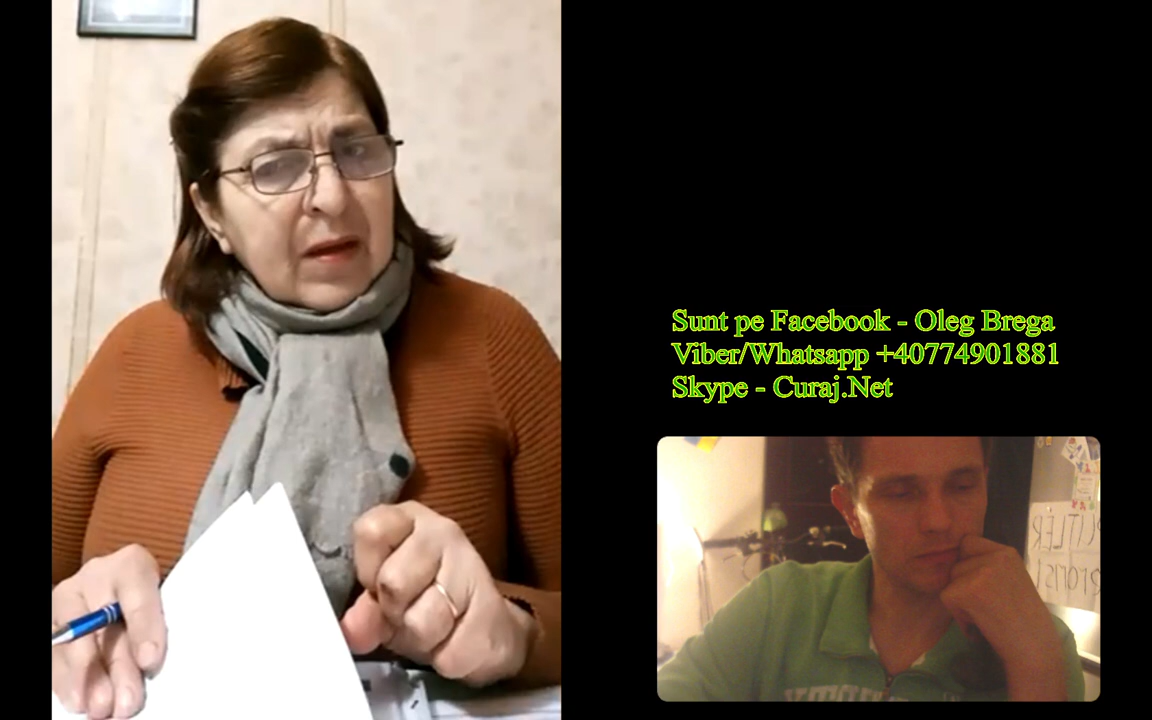 Sunt pe Facebook - Oleg Brega
Viber/Whatsapp +40774901881
Skype - Curaj.Net